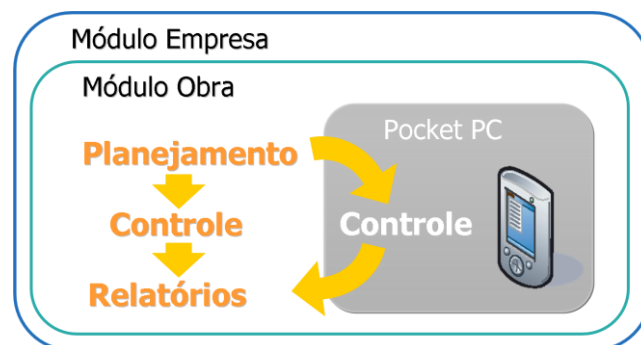 Módulo Empresa
Módulo Obra
Pocket PC
Planejamento
Controle
Controle
Relatórios